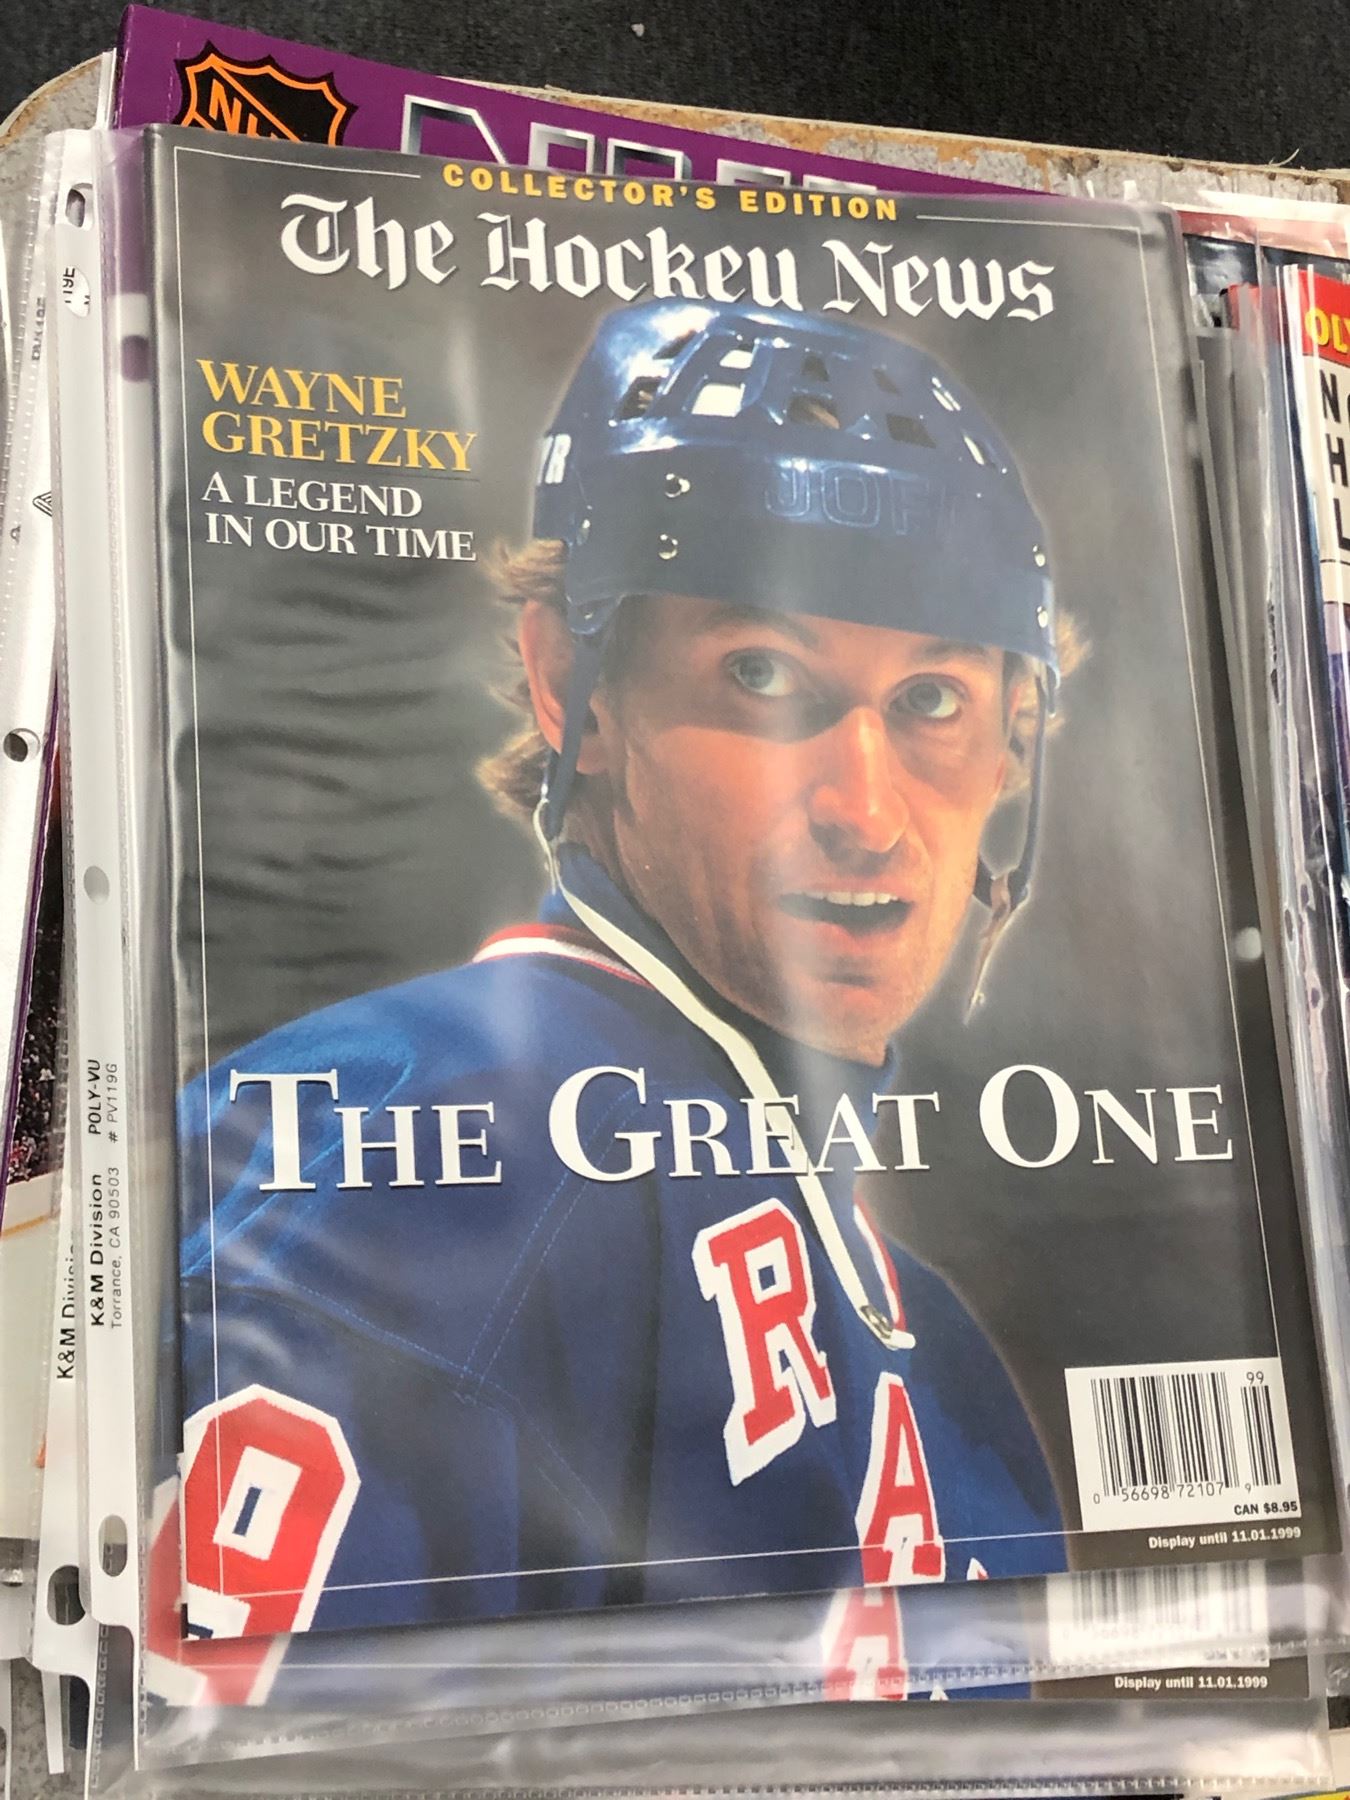 COLLECTOR'S EDITION
The Hockey News
WAYNE
GRETZKY
A LEGEND
IN OUR TIME
JOFA
THE GREAT ONE
R
A
9
99
0 56698 72107 9
CAN $8.95
Display until 11.01.1999
Display until 11.01.1999
K&M Division POLY-VU
Torrance, CA 90503 # PV119G
K&M